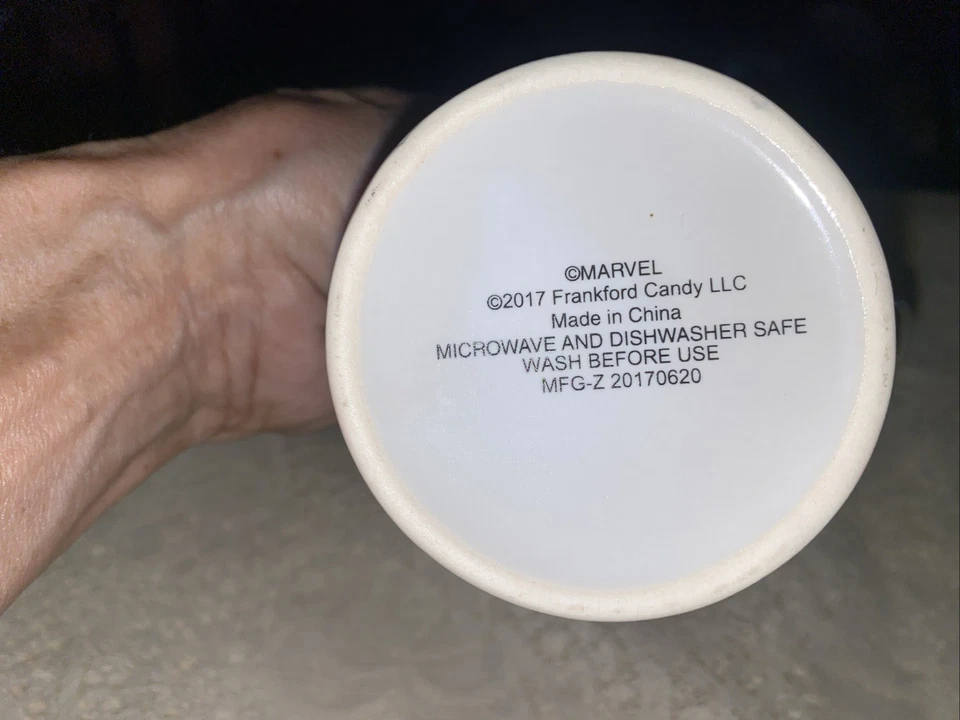 ©MARVEL
©2017 Frankford Candy LLC
Made in China
MICROWAVE AND DISHWASHER SAFE
WASH BEFORE USE
MFG-Z 20170620